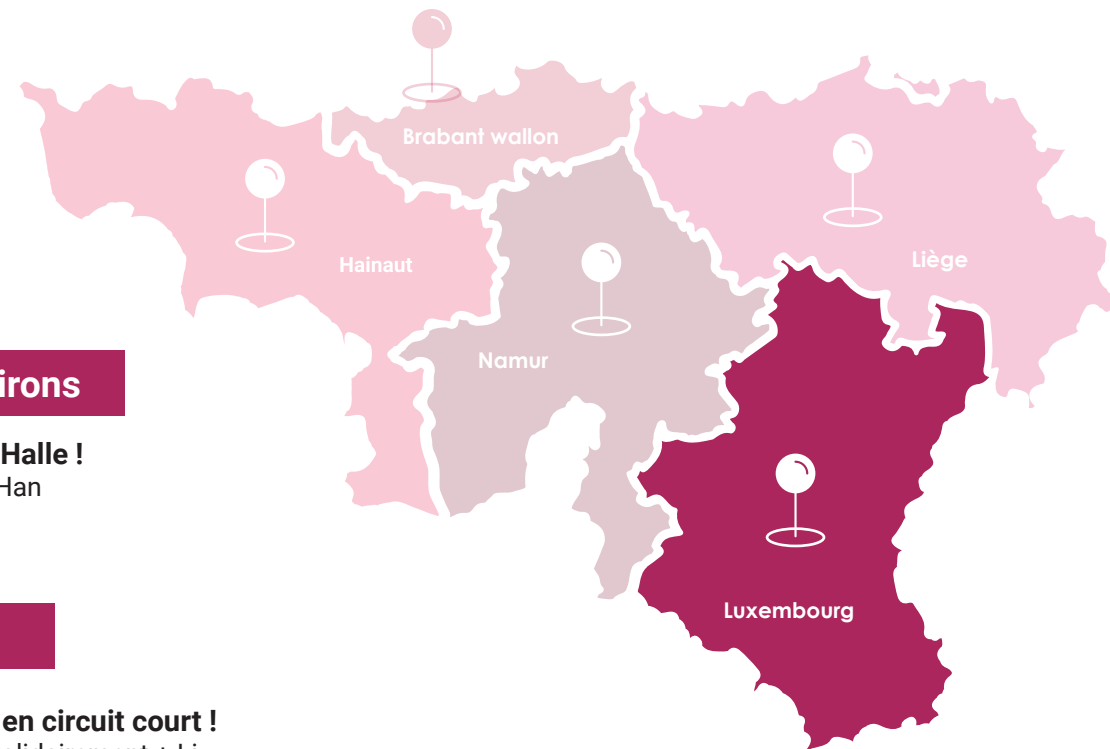 Brabant wallon
Hainaut
Liège
Namur
irons
Halle !
Han
Luxembourg
en circuit court !